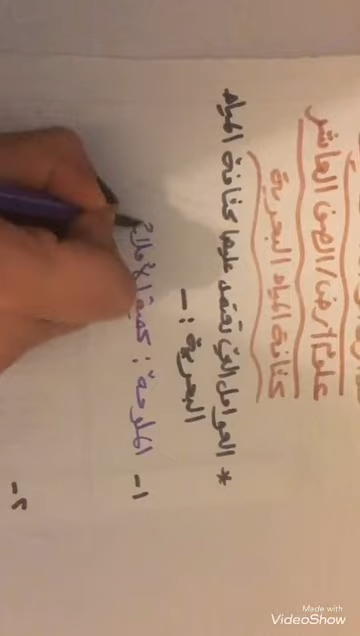 علوم الأرض / الصف العاشر
كثافة المياه البحرية
* العوامل التي تعتمد عليها كثافة المياه
البحرية :-
١- الملوحة : كمية الأملاح
٢-
Made with
VideoShow